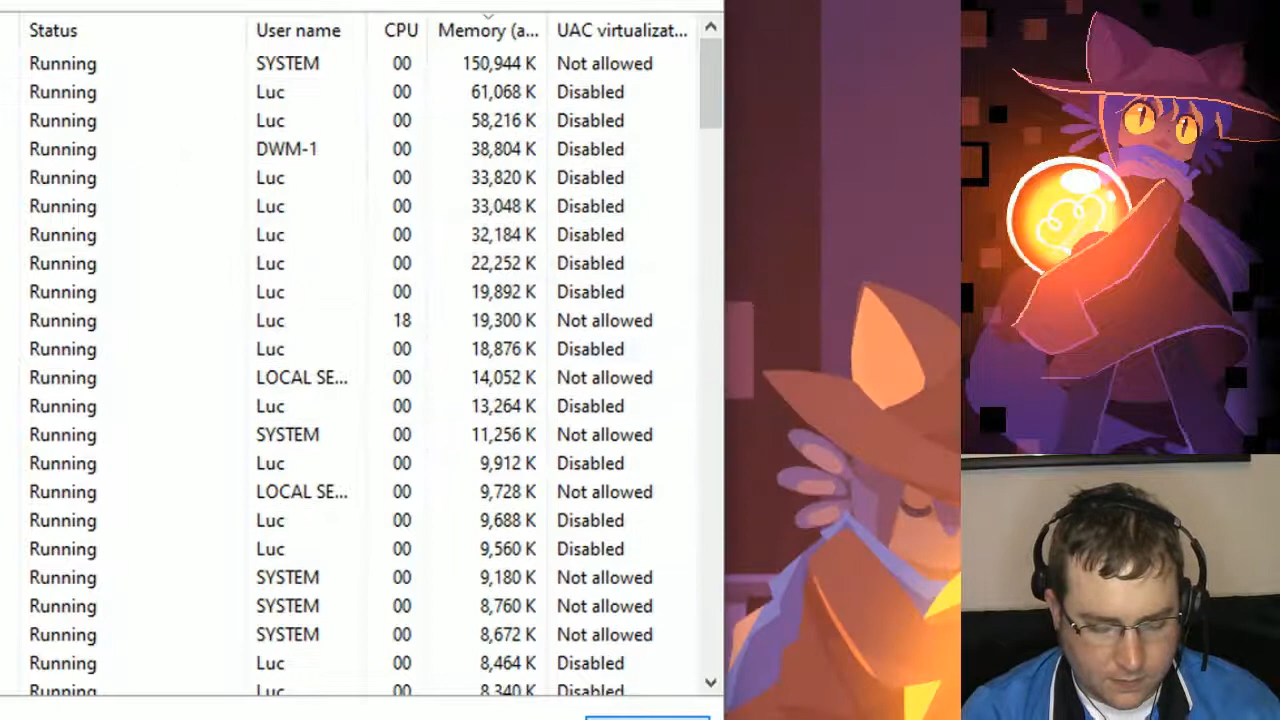 Status User name CPU Memory (a... UAC virtualizat...
Running SYSTEM 00 150,944 K Not allowed
Running Luc 00 61,068 K Disabled
Running Luc 00 58,216 K Disabled
Running DWM-1 00 38,804 K Disabled
Running Luc 00 33,820 K Disabled
Running Luc 00 33,048 K Disabled
Running Luc 00 32,184 K Disabled
Running Luc 00 22,252 K Disabled
Running Luc 00 19,892 K Disabled
Running Luc 18 19,300 K Not allowed
Running Luc 00 18,876 K Disabled
Running LOCAL SE... 00 14,052 K Not allowed
Running Luc 00 13,264 K Disabled
Running SYSTEM 00 11,256 K Not allowed
Running Luc 00 9,912 K Disabled
Running LOCAL SE... 00 9,728 K Not allowed
Running Luc 00 9,688 K Disabled
Running Luc 00 9,560 K Disabled
Running SYSTEM 00 9,180 K Not allowed
Running SYSTEM 00 8,760 K Not allowed
Running SYSTEM 00 8,672 K Not allowed
Running Luc 00 8,464 K Disabled
Running Luc 00 8,340 K Disabled